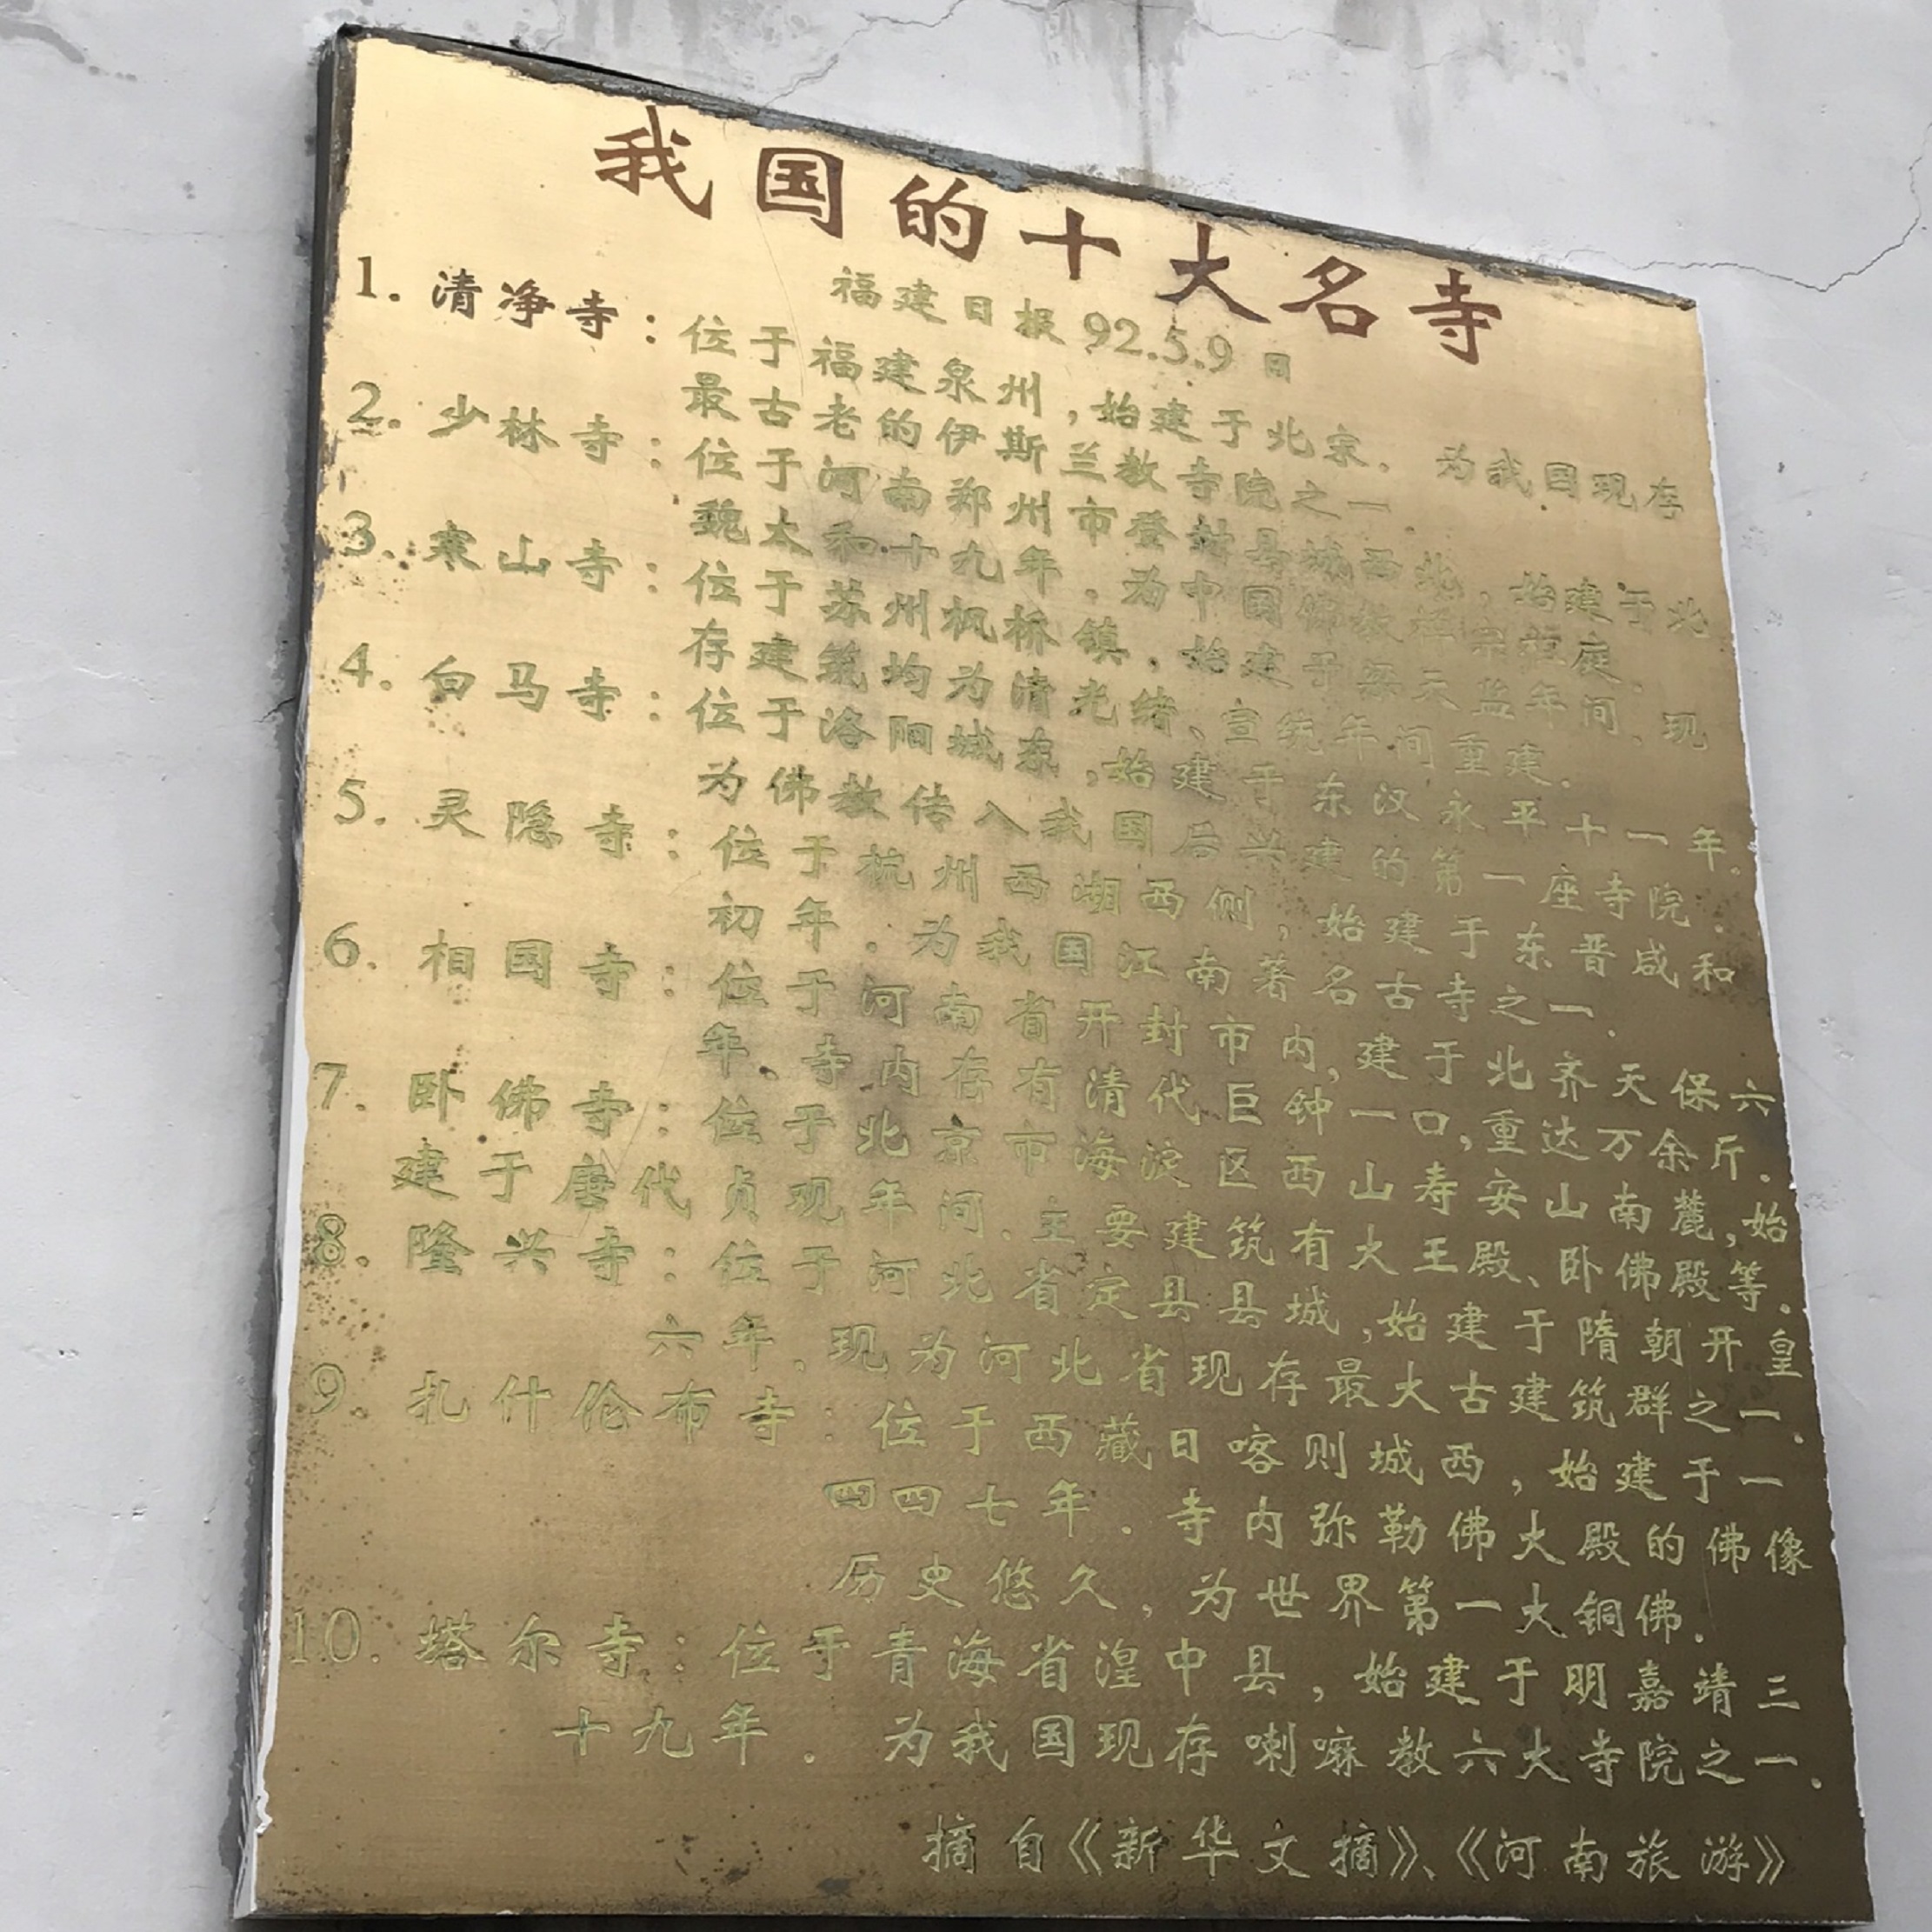 我国的十大名寺
福建日报92.5.9日
1. 清净寺：位于福建泉州，始建于北宋. 为我国现存
最古老的伊斯兰教寺院之一.
2. 少林寺：位于河南郑州市登封县城西北，始建于北
魏太和十九年. 为中国佛教禅宗祖庭.
3. 寒山寺：位于苏州枫桥镇，始建于梁天监年间. 现
存建筑均为清光绪、宣统年间重建.
4. 白马寺：位于洛阳城东，始建于东汉永平十一年。
为佛教传入我国后兴建的第一座寺院.
5. 灵隐寺：位于杭州西湖西侧，始建于东晋咸和
初年. 为我国江南著名古寺之一.
6. 相国寺：位于河南省开封市内，建于北齐天保六
年. 寺内存有清代巨钟一口，重达万余斤.
7. 卧佛寺：位于北京市海淀区西山寿安山南麓，始
建于唐代贞观年间. 主要建筑有大王殿、卧佛殿等.
8. 隆兴寺：位于河北省定县县城，始建于隋朝开皇
六年. 现为河北省现存最大古建筑群之一.
9. 扎什伦布寺：位于西藏日喀则城西，始建于一
四四七年. 寺内弥勒佛大殿的佛像
历史悠久，为世界第一大铜佛.
10. 塔尔寺：位于青海省湟中县，始建于明嘉靖三
十九年. 为我国现存喇嘛教六大寺院之一.
摘自《新华文摘》、《河南旅游》